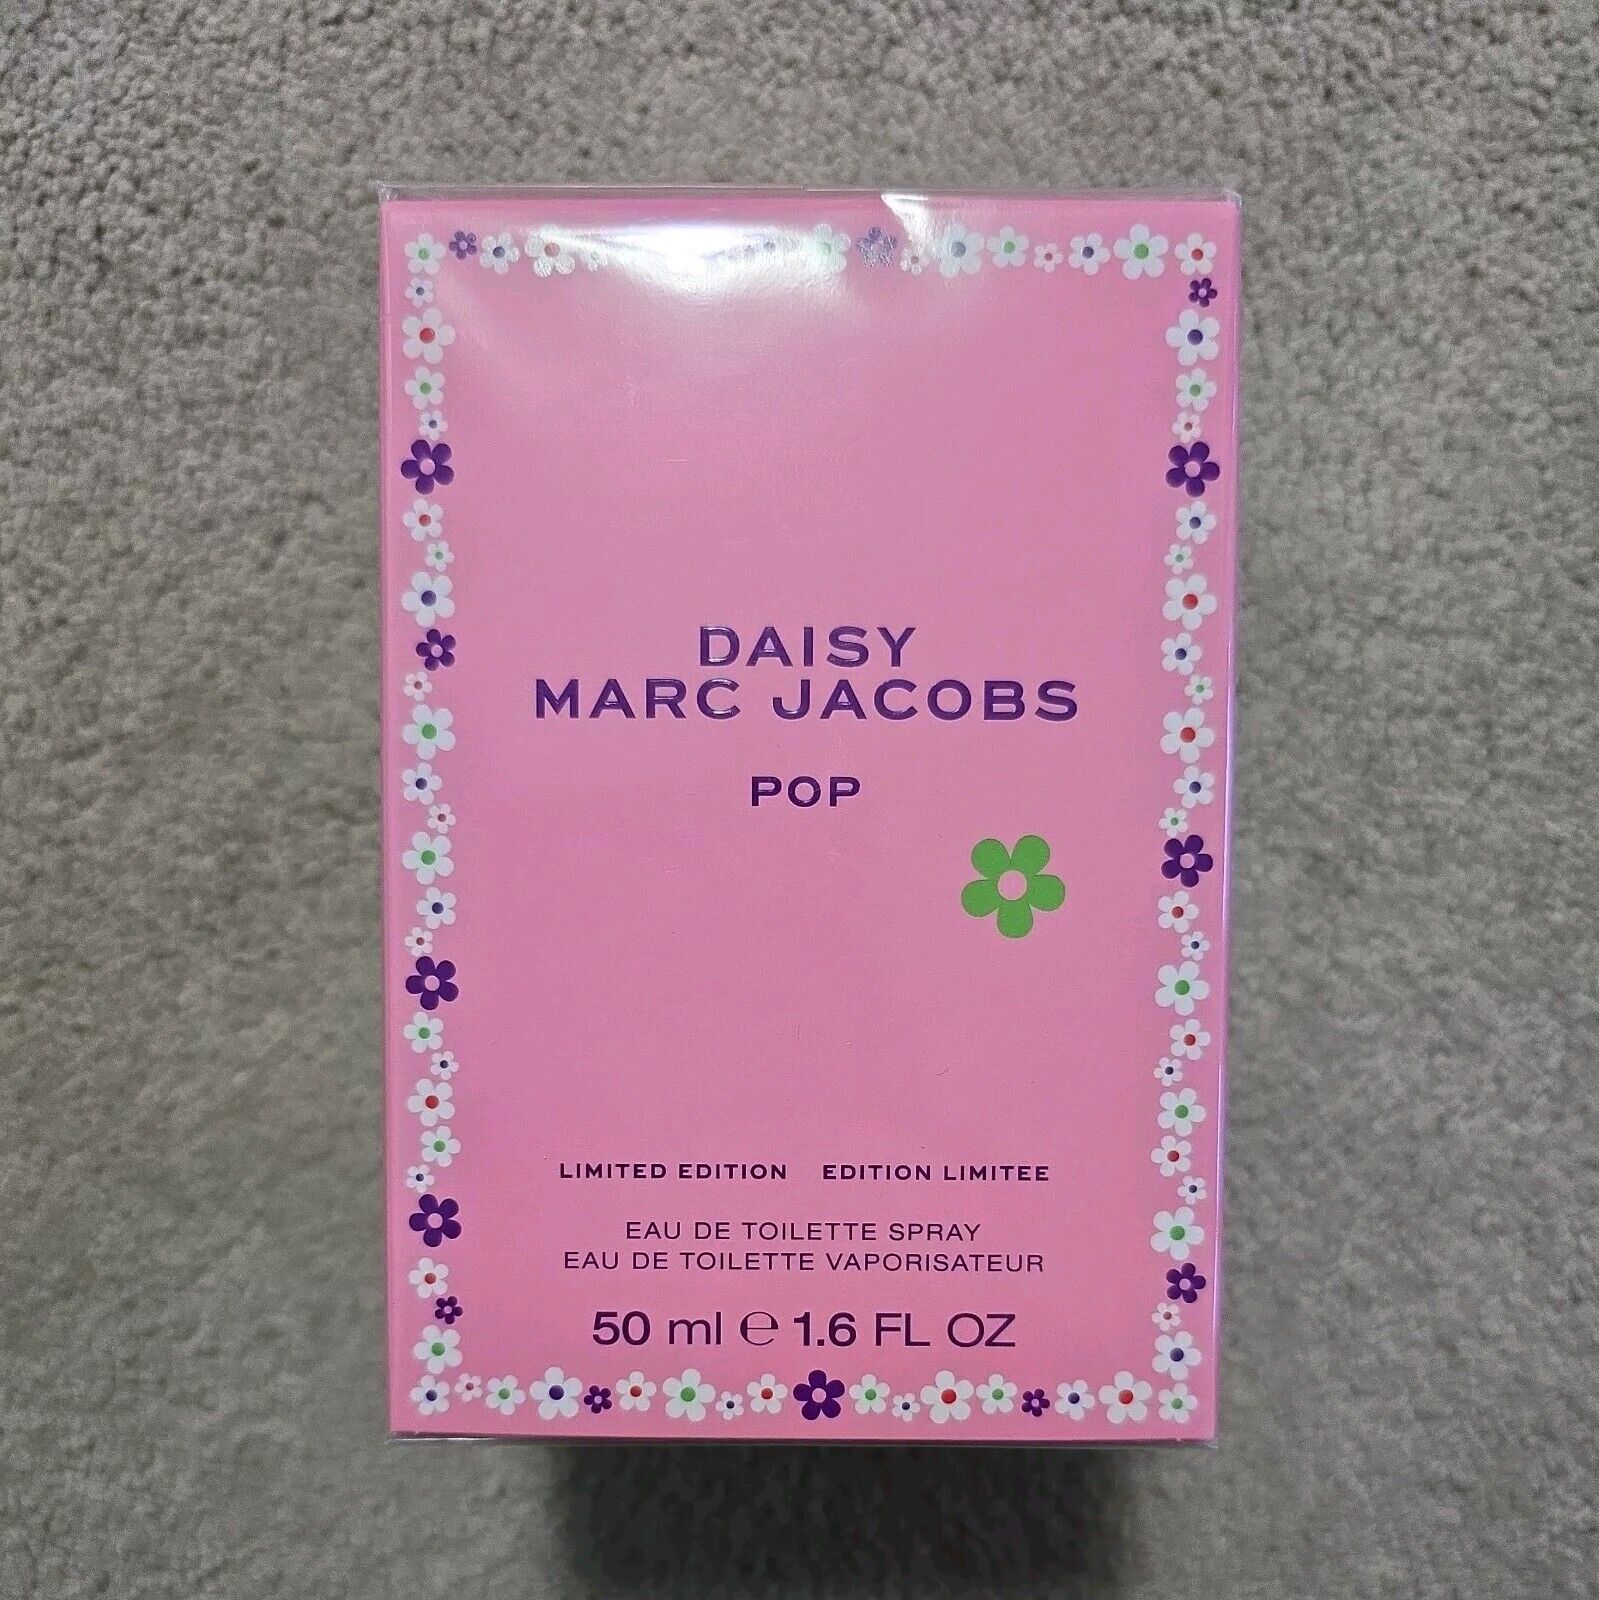 DAISY
MARC JACOBS
POP
LIMITED EDITION EDITION LIMITEE
EAU DE TOILETTE SPRAY
EAU DE TOILETTE VAPORISATEUR
50 ml ℮ 1.6 FL OZ